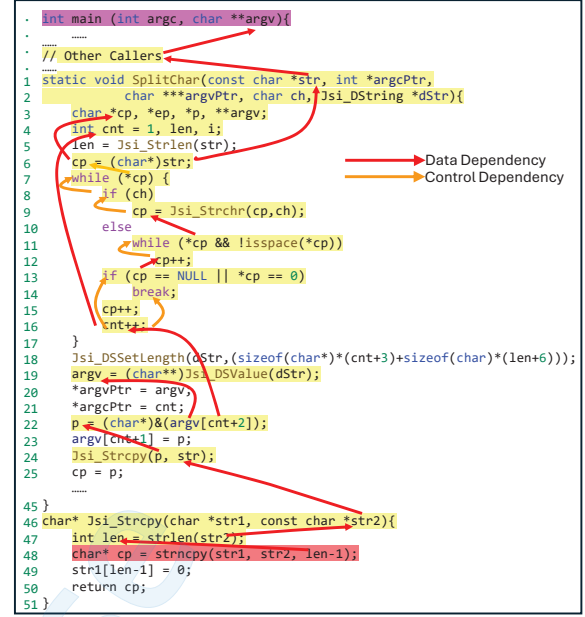 . int main (int argc, char **argv){
. ……
. ……
. // Other Callers
. ……
1 static void SplitChar(const char *str, int *argcPtr,
2 char ***argvPtr, char ch, Jsi_DString *dStr){
3 char *cp, *ep, *p, **argv;
4 int cnt = 1, len, i;
5 len = Jsi_Strlen(str);
6 cp = (char*)str;
7 while (*cp) {
Data Dependency
Control Dependency
8 if (ch)
9 cp = Jsi_Strchr(cp,ch);
10 else
11 while (*cp && !isspace(*cp))
12 cp++;
13 if (cp == NULL || *cp == 0)
14 break;
15 cp++;
16 cnt++;
17 }
18 Jsi_DSSetLength(dStr,(sizeof(char*)*(cnt+3)+sizeof(char)*(len+6)));
19 argv = (char**)Jsi_DSValue(dStr);
20 *argvPtr = argv;
21 *argcPtr = cnt;
22 p = (char*)&(argv[cnt+2]);
23 argv[cnt+1] = p;
24 Jsi_Strcpy(p, str);
25 cp = p;
……
45 }
46 char* Jsi_Strcpy(char *str1, const char *str2){
47 int len = strlen(str2);
48 char* cp = strncpy(str1, str2, len-1);
49 str1[len-1] = 0;
50 return cp;
51 }